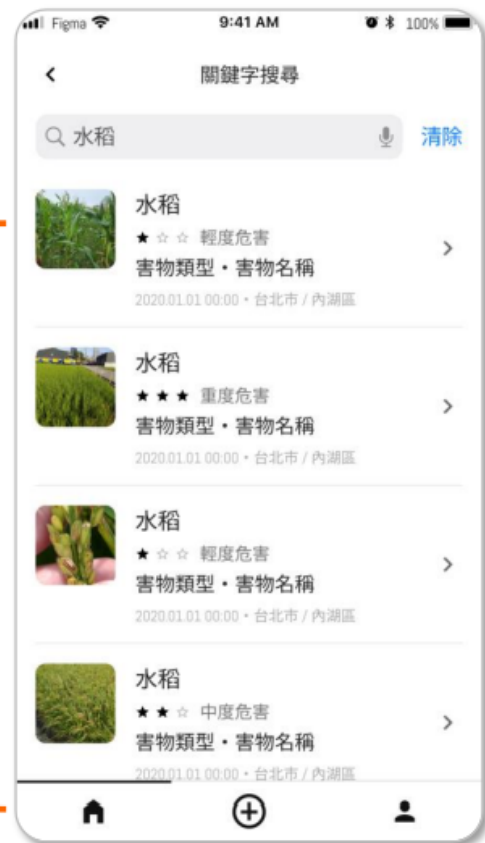 Figma 9:41 AM 100%
關鍵字搜尋
水稻 清除
水稻
★☆☆ 輕度危害
害物類型・害物名稱
2020.01.01 00:00・台北市 / 內湖區
水稻
★★★ 重度危害
害物類型・害物名稱
2020.01.01 00:00・台北市 / 內湖區
水稻
★☆☆ 輕度危害
害物類型・害物名稱
2020.01.01 00:00・台北市 / 內湖區
水稻
★★☆ 中度危害
害物類型・害物名稱
2020.01.01 00:00・台北市 / 內湖區